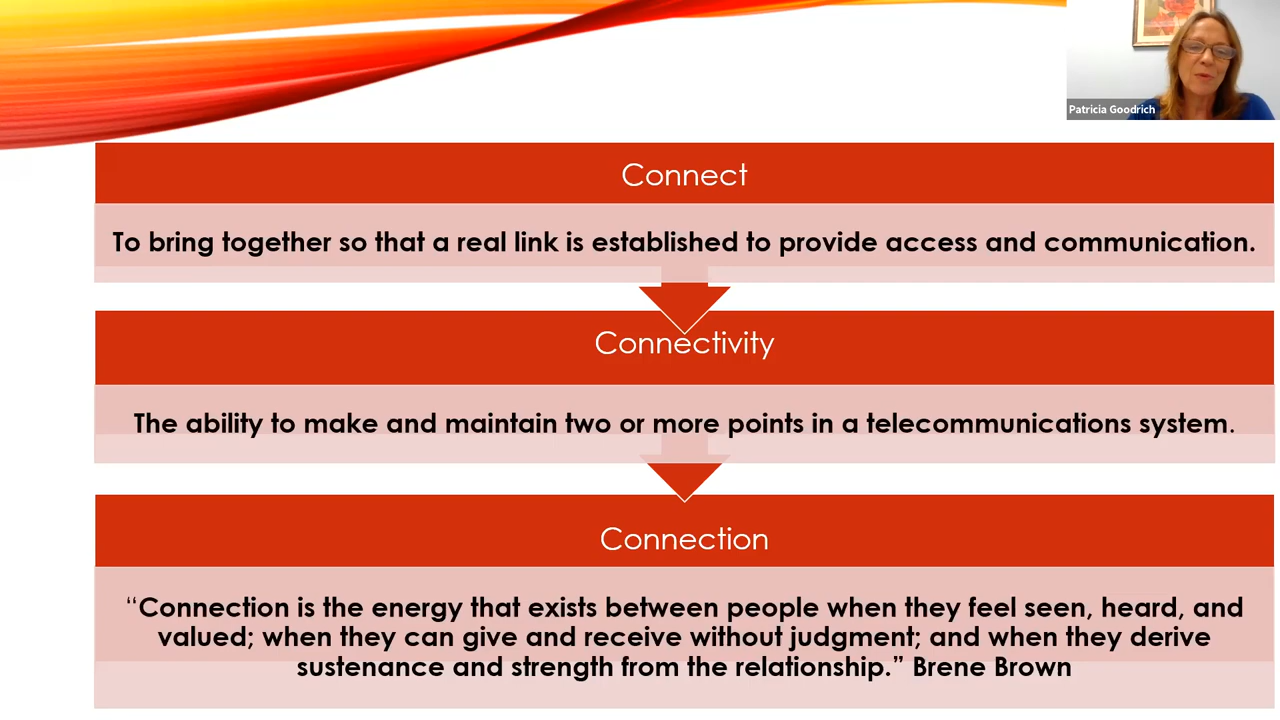 Patricia Goodrich
Connect
To bring together so that a real link is established to provide access and communication.
Connectivity
The ability to make and maintain two or more points in a telecommunications system.
Connection
“Connection is the energy that exists between people when they feel seen, heard, and
valued; when they can give and receive without judgment; and when they derive
sustenance and strength from the relationship.” Brene Brown